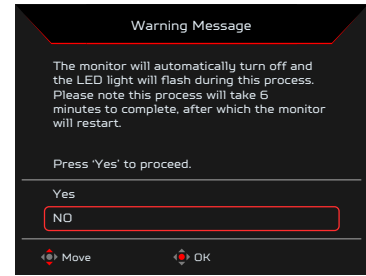 Warning Message
The monitor will automatically turn off and
the LED light will flash during this process.
Please note this process will take 6
minutes to complete, after which the monitor
will restart.
Press ‘Yes’ to proceed.
Yes
NO
Move OK